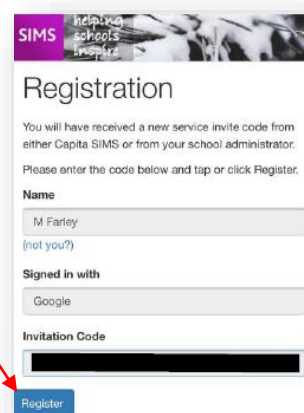 SIMS helping
schools
inspire
Registration
You will have received a new service invite code from
either Capita SIMS or from your school administrator.
Please enter the code below and tap or click Register.
Name
M Farley
(not you?)
Signed in with
Google
Invitation Code
Register